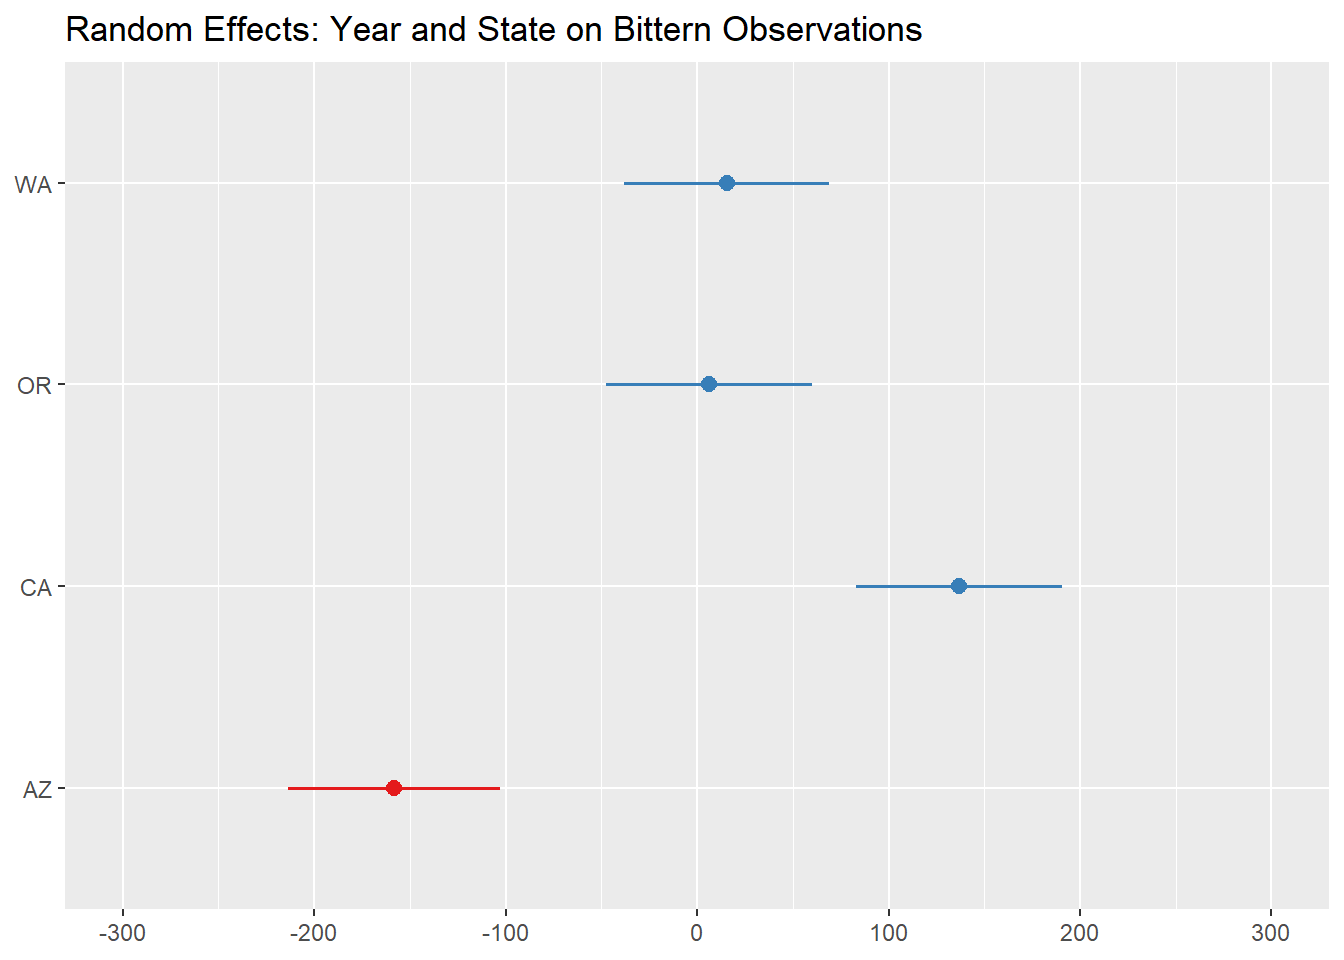 Random Effects: Year and State on Bittern Observations
WA
OR
CA
AZ
-300 -200 -100 0 100 200 300